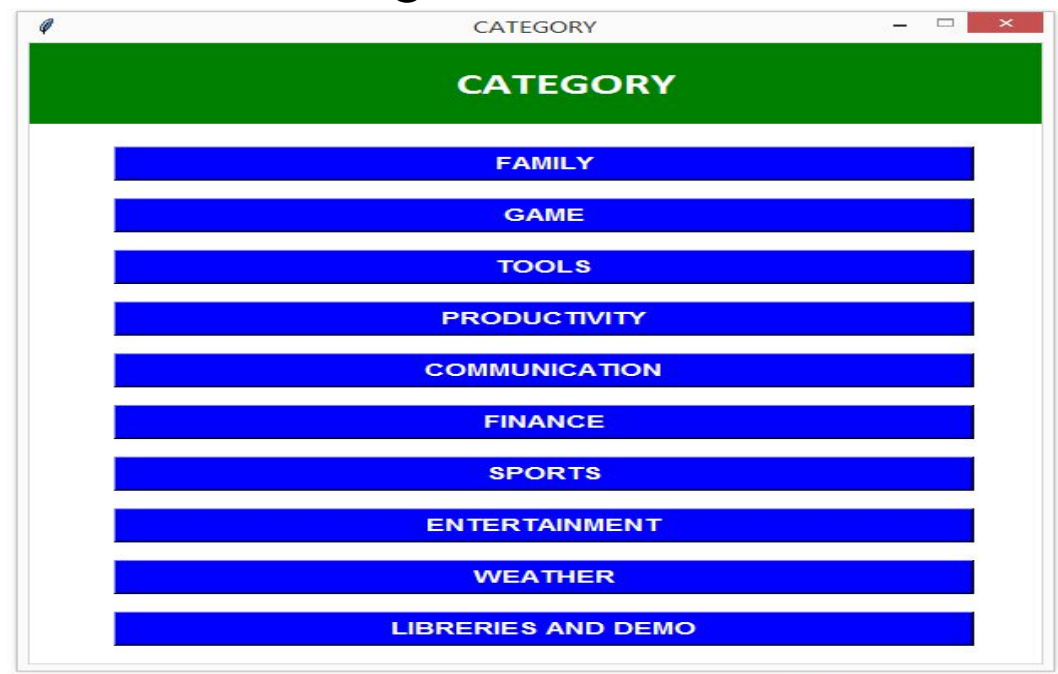 CATEGORY
CATEGORY
FAMILY
GAME
TOOLS
PRODUCTIVITY
COMMUNICATION
FINANCE
SPORTS
ENTERTAINMENT
WEATHER
LIBRERIES AND DEMO